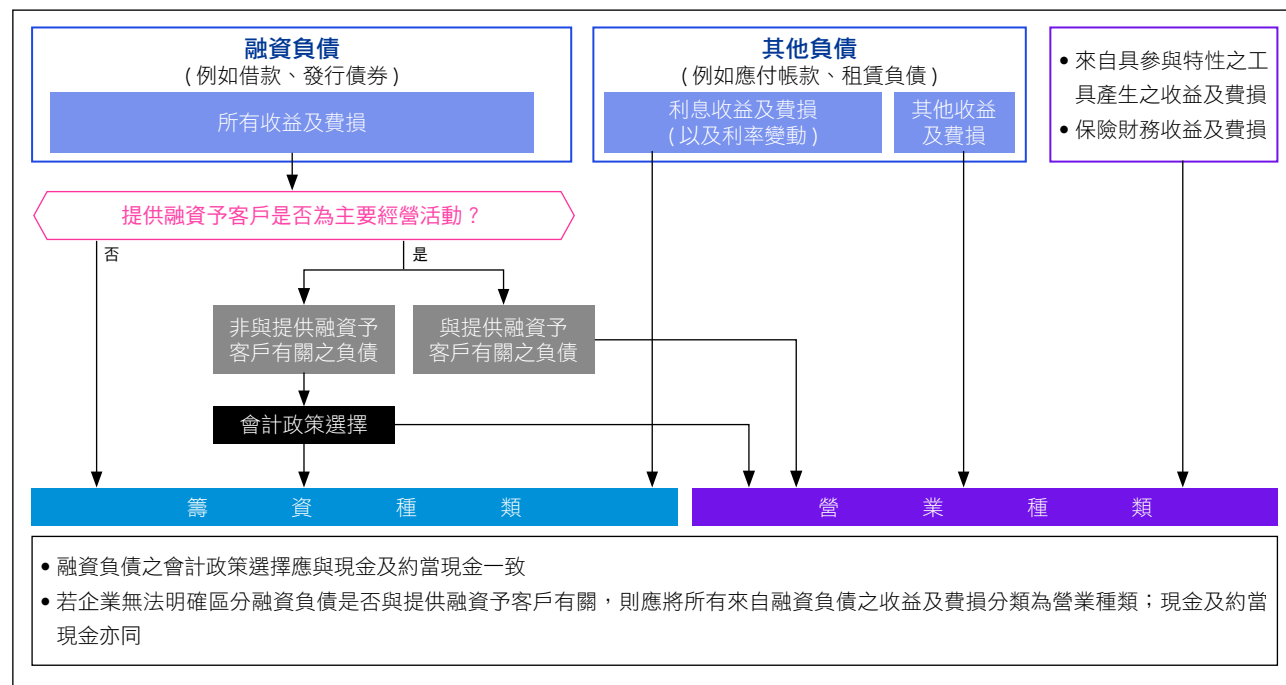 融資負債
(例如借款、發行債券)
所有收益及費損
其他負債
(例如應付帳款、租賃負債)
利息收益及費損
(以及利率變動)
其他收益
及費損
• 來自具參與特性之工
具產生之收益及費損
• 保險財務收益及費損
提供融資予客戶是否為主要經營活動？
否
是
非與提供融資予
客戶有關之負債
與提供融資予
客戶有關之負債
會計政策選擇
籌資種類
營業種類
• 融資負債之會計政策選擇應與現金及約當現金一致
• 若企業無法明確區分融資負債是否與提供融資予客戶有關，則應將所有來自融資負債之收益及費損分類為營業種類；現金及約當
現金亦同